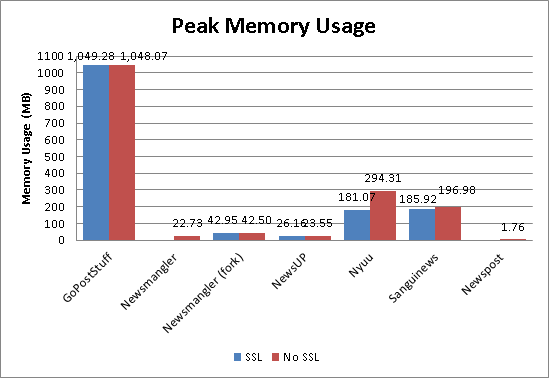 Peak Memory Usage
Memory Usage (MB)
1100
1000
900
800
700
600
500
400
300
200
100
0
1,049.28 1,048.07
22.73
42.95 42.50
26.16 23.55
181.07 294.31
185.92 196.98
1.76
GoPostStuff
Newsmangler
Newsmangler (fork)
NewsUP
Nyuu
Sanguinews
Newspost
SSL No SSL